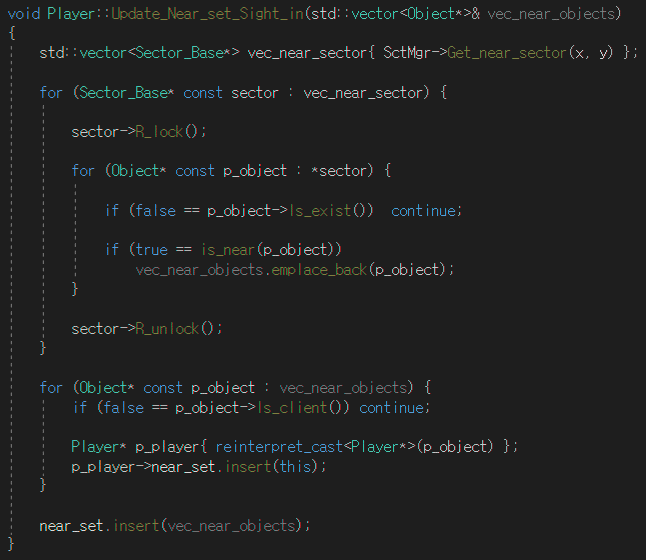 void Player::Update_Near_set_Sight_in(std::vector<Object*>& vec_near_objects)
{
    std::vector<Sector_Base*> vec_near_sector{ SctMgr->Get_near_sector(x, y) };

    for (Sector_Base* const sector : vec_near_sector) {

        sector->R_lock();

        for (Object* const p_object : *sector) {

            if (false == p_object->Is_exist())  continue;

            if (true == is_near(p_object))
                vec_near_objects.emplace_back(p_object);
        }

        sector->R_unlock();
    }

    for (Object* const p_object : vec_near_objects) {
        if (false == p_object->Is_client()) continue;

        Player* p_player{ reinterpret_cast<Player*>(p_object) };
        p_player->near_set.insert(this);
    }

    near_set.insert(vec_near_objects);
}